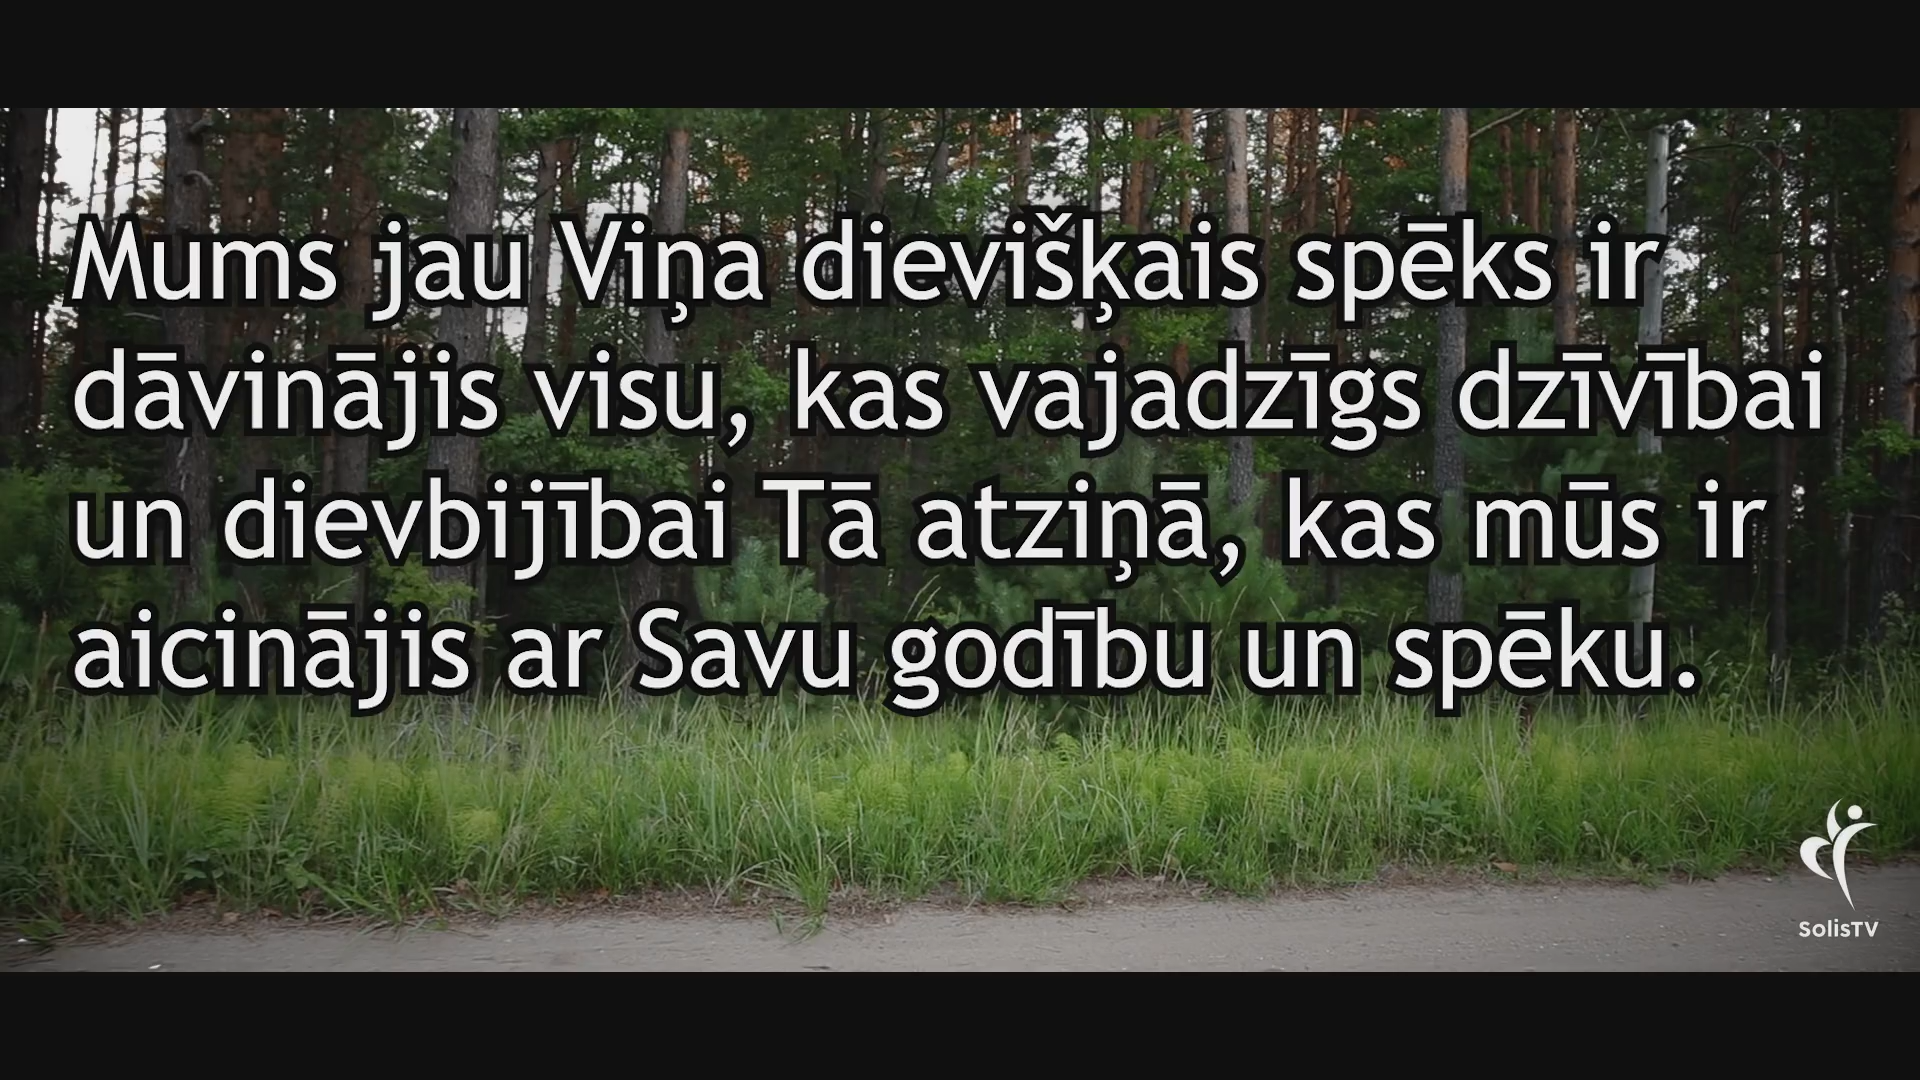 Mums jau Viņa dievišķais spēks ir
dāvinājis visu, kas vajadzīgs dzīvībai
un dievbijībai Tā atziņā, kas mūs ir
aicinājis ar Savu godību un spēku.
SolisTV